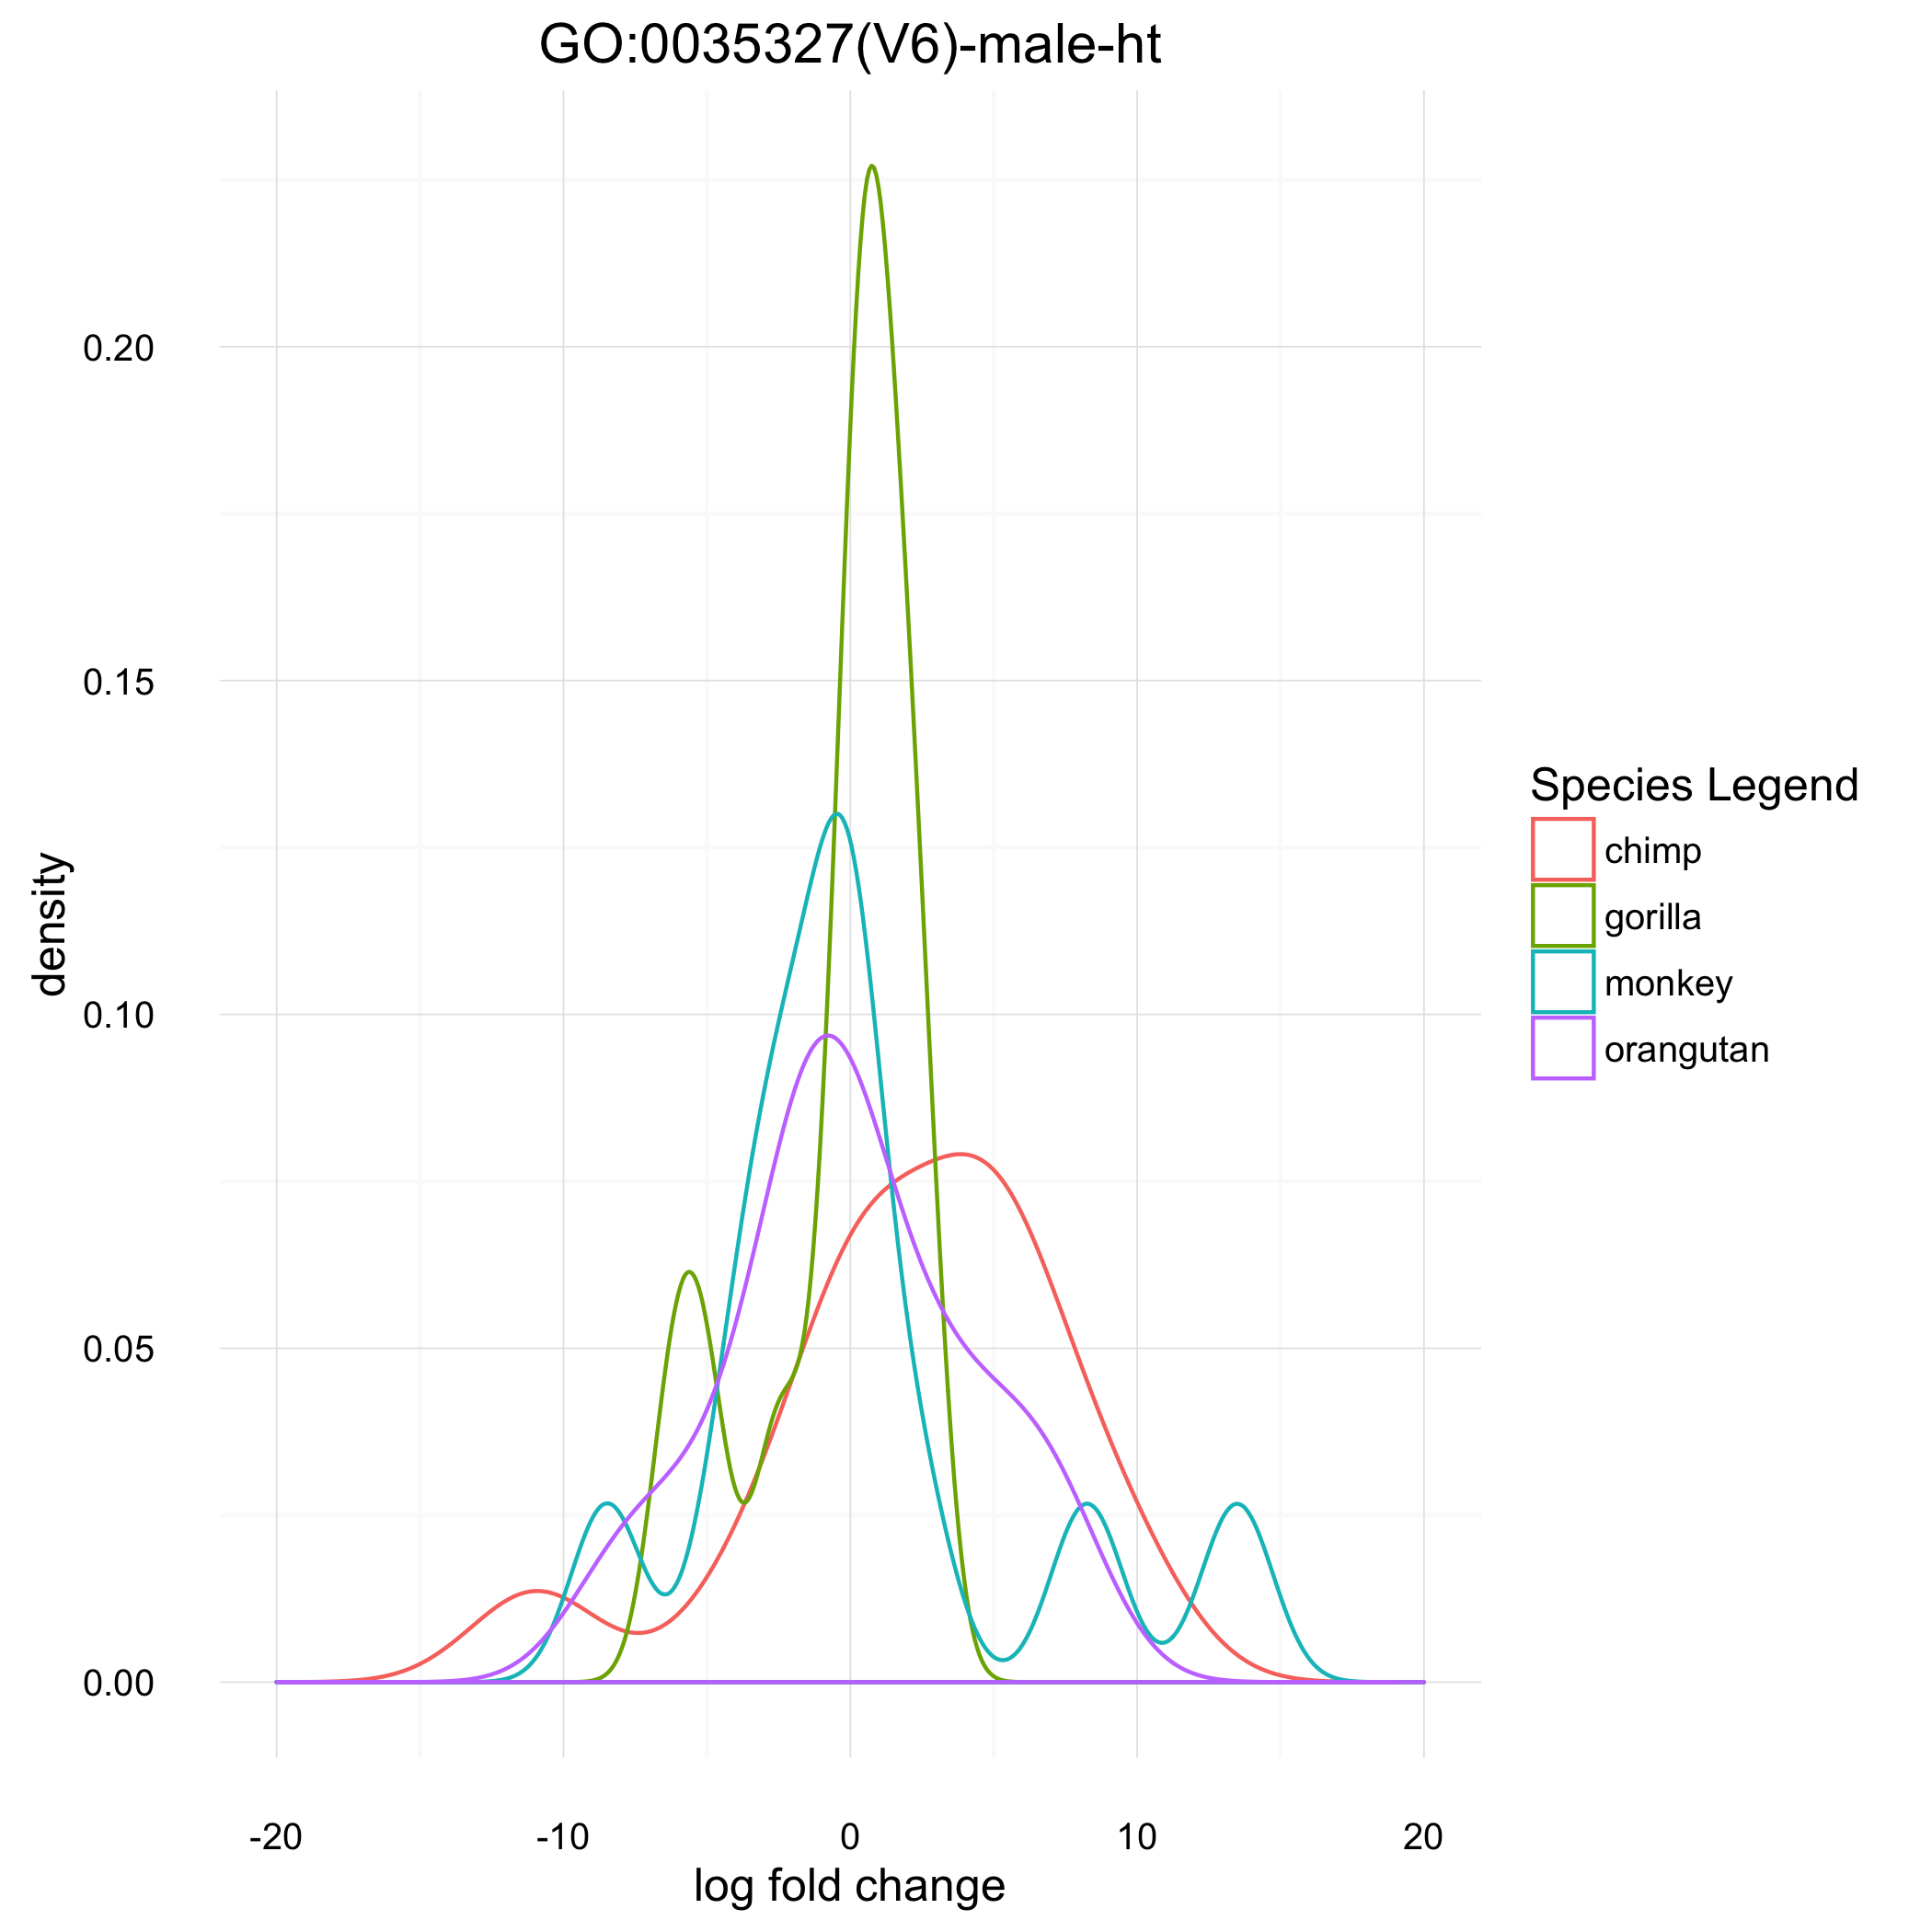 GO:0035327(V6)-male-ht
0.20
0.15
0.10
0.05
0.00
density
-20 -10 0 10 20
log fold change
Species Legend
chimp
gorilla
monkey
orangutan